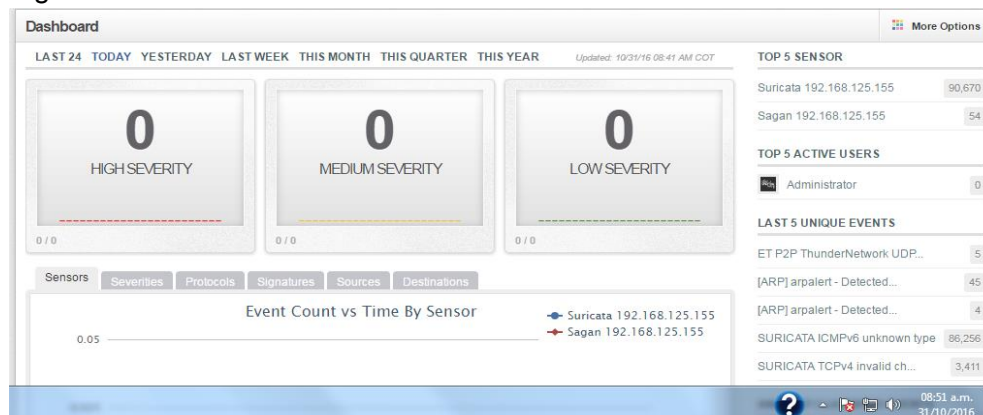 Dashboard
More Options
LAST 24 TODAY YESTERDAY LAST WEEK THIS MONTH THIS QUARTER THIS YEAR Updated: 10/31/16 08:41 AM COT
0
HIGH SEVERITY
0 / 0
0
MEDIUM SEVERITY
0 / 0
0
LOW SEVERITY
0 / 0
Sensors Severities Protocols Signatures Sources Destinations
Event Count vs Time By Sensor
Suricata 192.168.125.155
Sagan 192.168.125.155
0.05
TOP 5 SENSOR
Suricata 192.168.125.155 90,670
Sagan 192.168.125.155 54
TOP 5 ACTIVE USERS
Administrator 0
LAST 5 UNIQUE EVENTS
ET P2P ThunderNetwork UDP... 5
[ARP] arpalert - Detected... 45
[ARP] arpalert - Detected... 4
SURICATA ICMPv6 unknown type 86,256
SURICATA TCPv4 invalid ch... 3,411
08:51 a.m.
31/10/2016